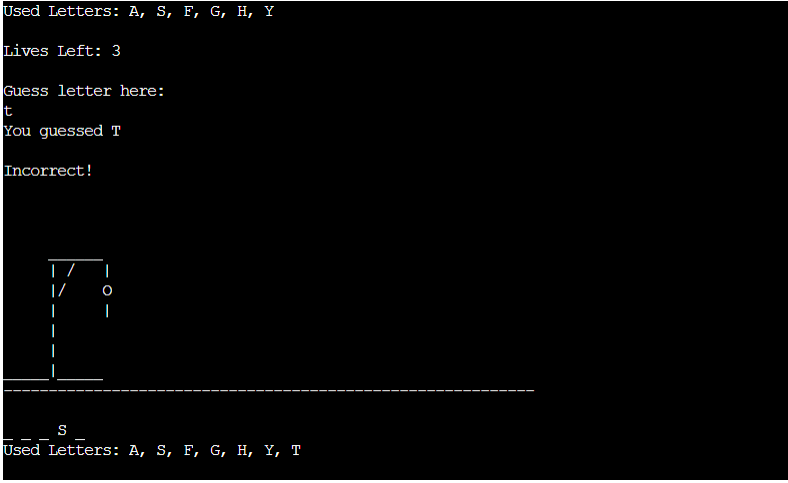 Used Letters: A, S, F, G, H, Y
Lives Left: 3
Guess letter here:
t
You guessed T
Incorrect!
     ______
     | /   |
     |/    O
     |     |
     |
     |
_____|_____
-----------------------------------------------------------
_ _ _ S _
Used Letters: A, S, F, G, H, Y, T